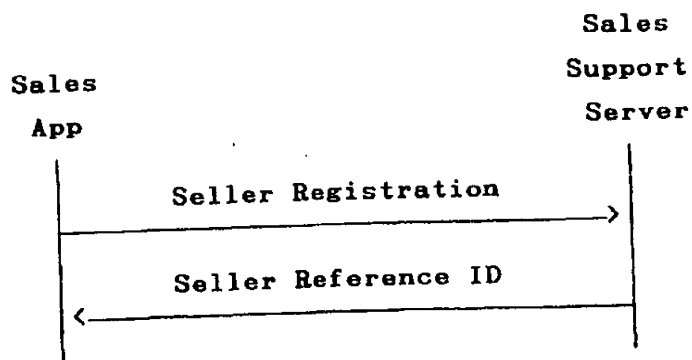 Sales
App
Sales
Support
Server
Seller Registration
Seller Reference ID